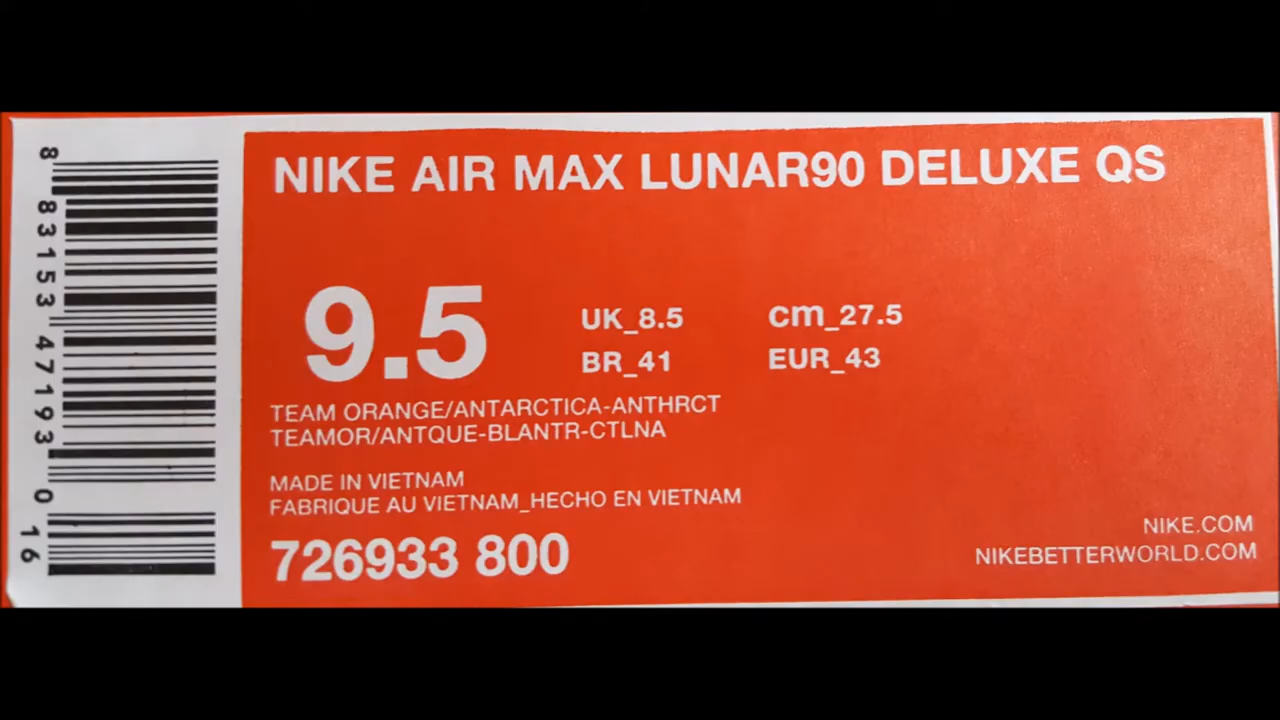 8 83153 47193 0
16
NIKE AIR MAX LUNAR90 DELUXE QS
9.5
UK_8.5 cm_27.5
BR_41 EUR_43
TEAM ORANGE/ANTARCTICA-ANTHRCT
TEAMOR/ANTQUE-BLANTR-CTLNA
MADE IN VIETNAM
FABRIQUE AU VIETNAM_HECHO EN VIETNAM
726933 800
NIKE.COM
NIKEBETTERWORLD.COM